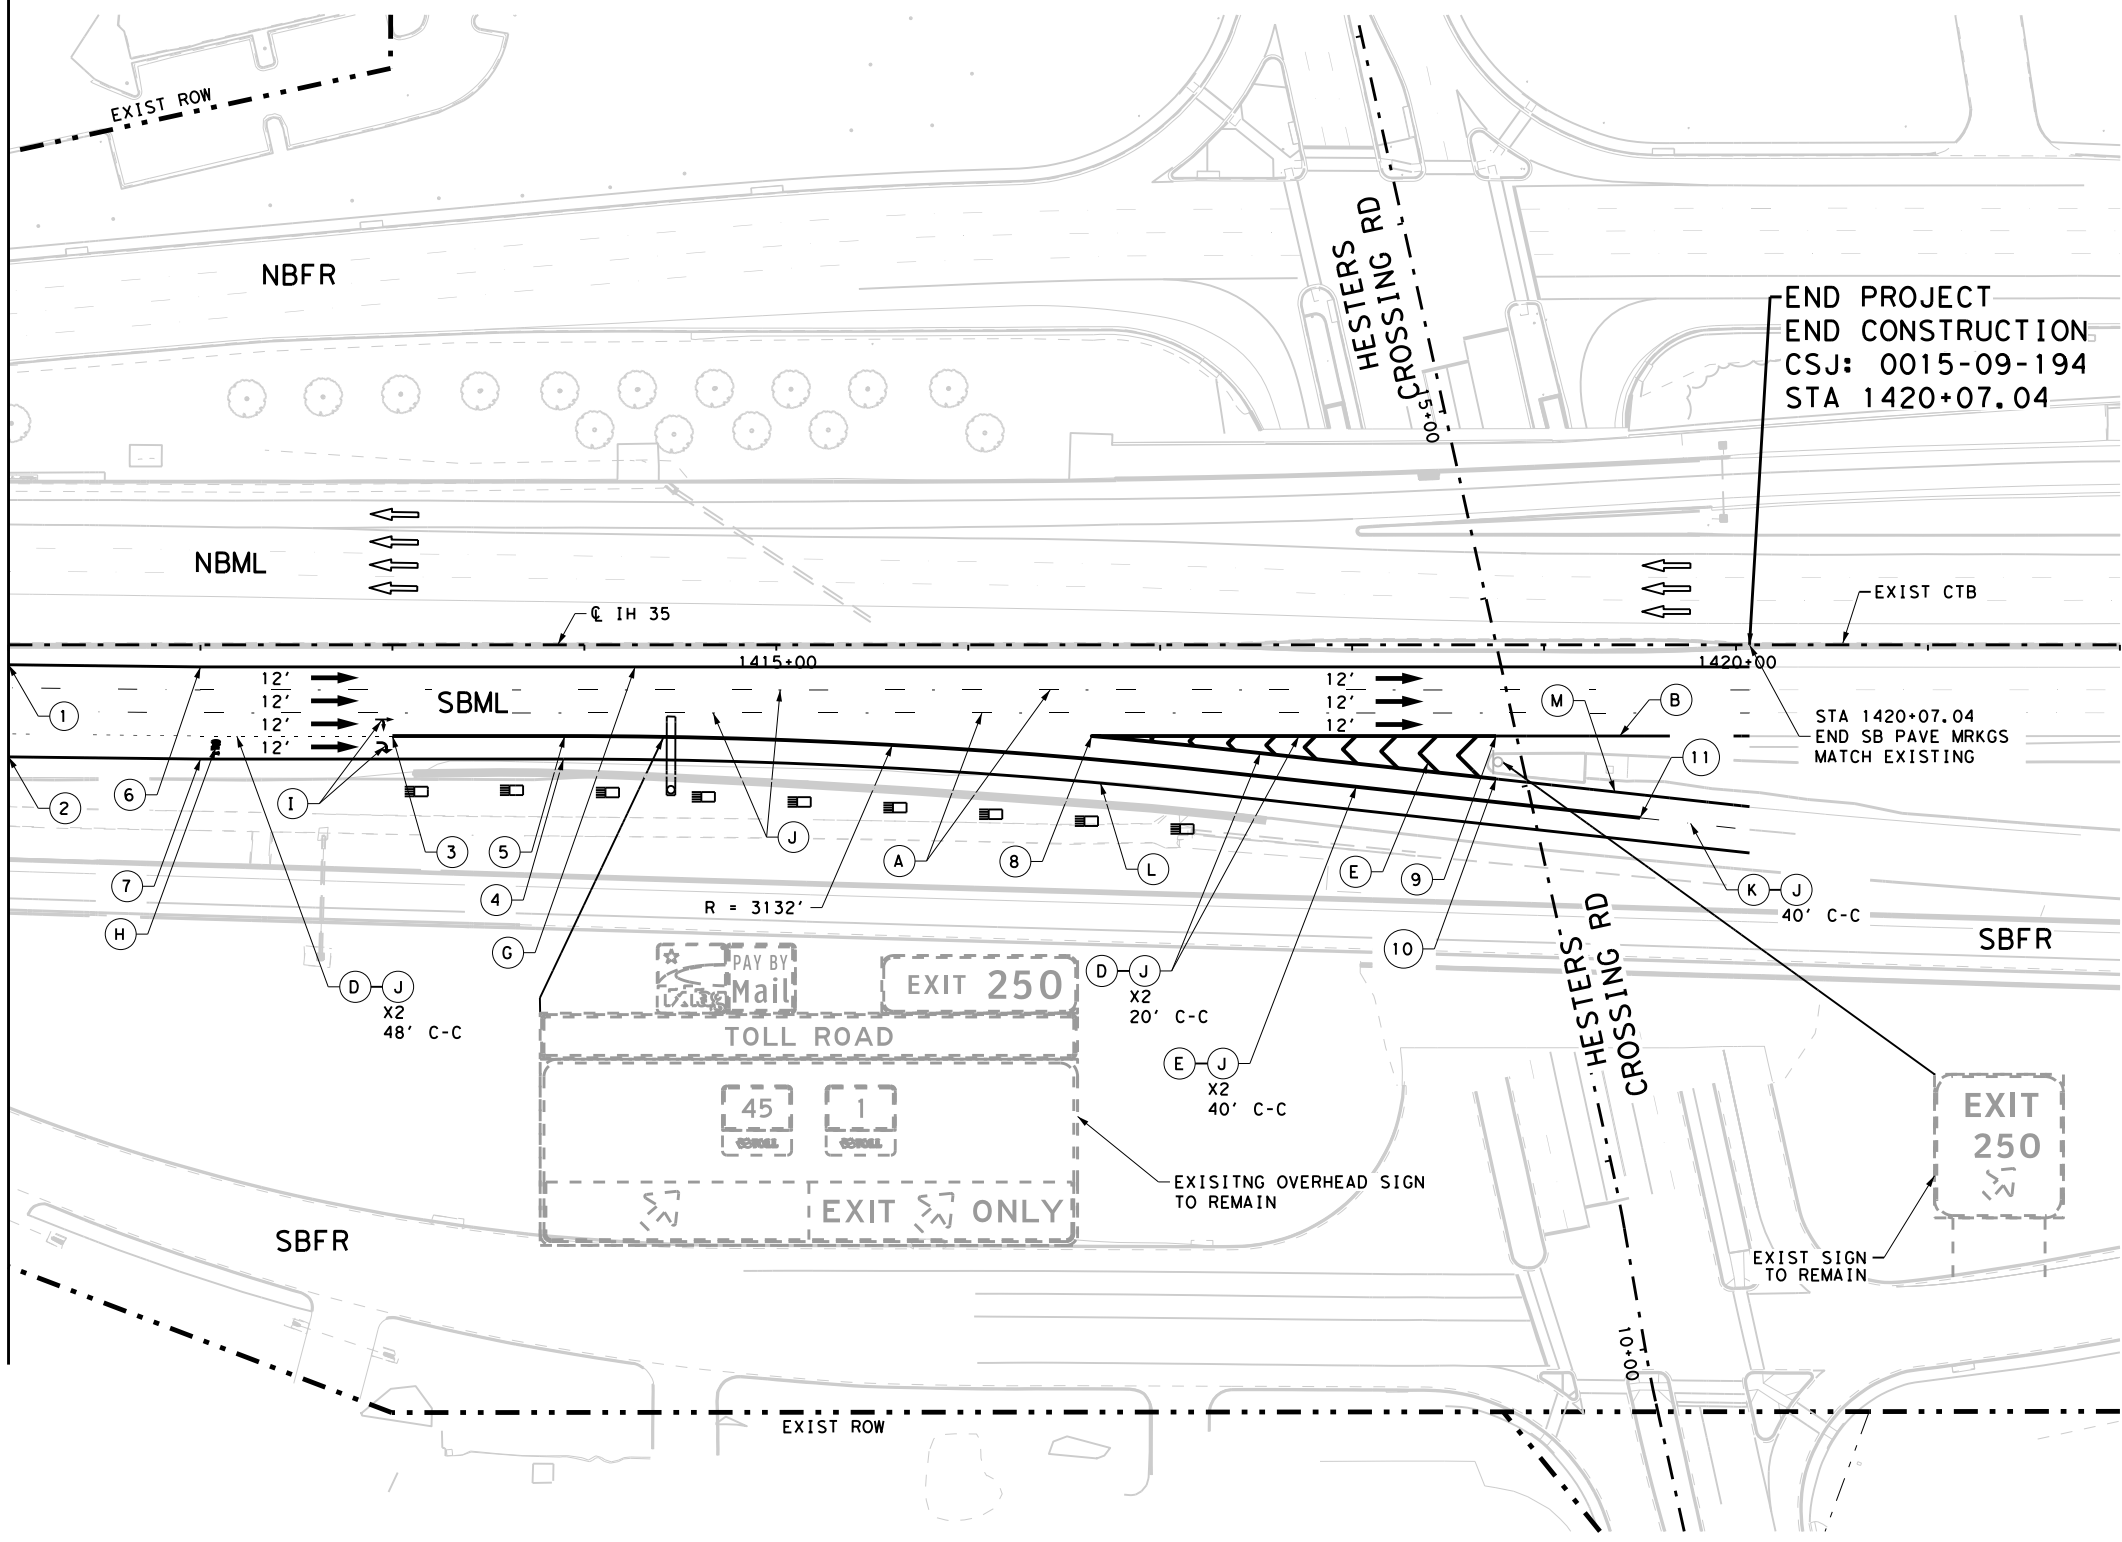 EXIST ROW
NBFR
HESTERS
CROSSING RD
15+00
END PROJECT
END CONSTRUCTION
CSJ: 0015-09-194
STA 1420+07.04
NBML
℄ IH 35
EXIST CTB
1415+00
1420+00
12'
12'
12'
12'
SBML
12'
12'
12'
M
B
1
STA 1420+07.04
END SB PAVE MRKGS
MATCH EXISTING
11
6
I
2
J
3
5
A
8
L
E
9
7
4
K J
40' C-C
R = 3132'
H
G
10
SBFR
D J
X2
48' C-C
PAY BY
Mail
EXIT 250
TOLL ROAD
45
1
EXIT ONLY
D J
X2
20' C-C
E J
X2
40' C-C
HESTERS
CROSSING RD
EXISITNG OVERHEAD SIGN
TO REMAIN
EXIT
250
EXIST SIGN
TO REMAIN
SBFR
10+00
EXIST ROW